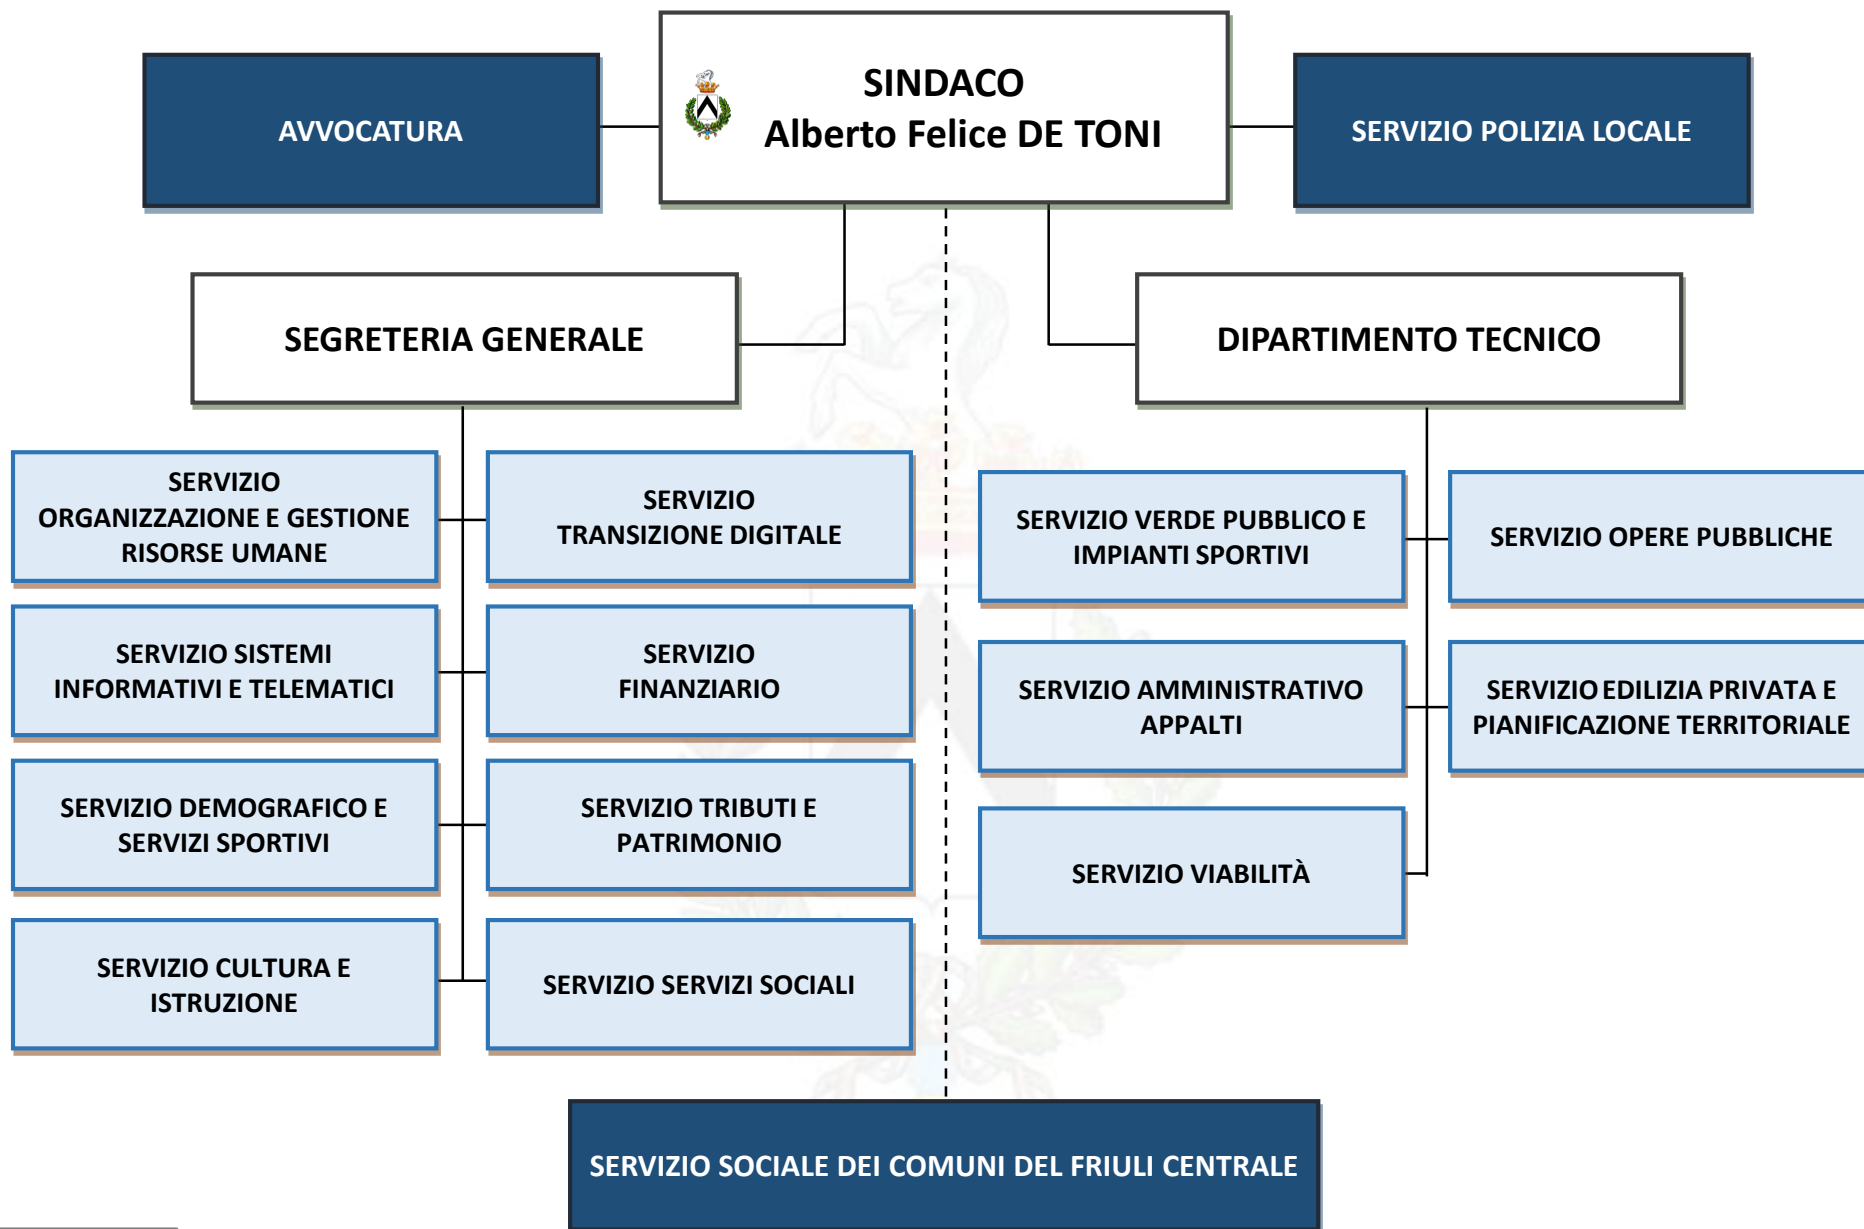 SINDACO
Alberto Felice DE TONI
AVVOCATURA
SERVIZIO POLIZIA LOCALE
SEGRETERIA GENERALE
DIPARTIMENTO TECNICO
SERVIZIO
ORGANIZZAZIONE E GESTIONE
RISORSE UMANE
SERVIZIO
TRANSIZIONE DIGITALE
SERVIZIO SISTEMI
INFORMATIVI E TELEMATICI
SERVIZIO
FINANZIARIO
SERVIZIO DEMOGRAFICO E
SERVIZI SPORTIVI
SERVIZIO TRIBUTI E
PATRIMONIO
SERVIZIO CULTURA E
ISTRUZIONE
SERVIZIO SERVIZI SOCIALI
SERVIZIO VERDE PUBBLICO E
IMPIANTI SPORTIVI
SERVIZIO OPERE PUBBLICHE
SERVIZIO AMMINISTRATIVO
APPALTI
SERVIZIO EDILIZIA PRIVATA E
PIANIFICAZIONE TERRITORIALE
SERVIZIO VIABILITÀ
SERVIZIO SOCIALE DEI COMUNI DEL FRIULI CENTRALE